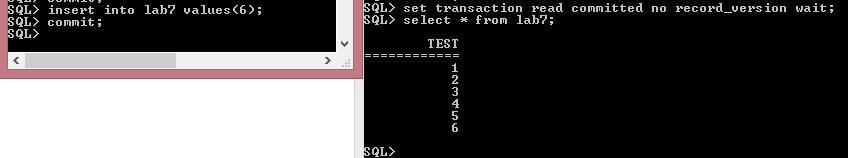 SQL> insert into lab7 values(6);
SQL> commit;
SQL>
SQL> set transaction read committed no record_version wait;
SQL> select * from lab7;
TEST
============
1
2
3
4
5
6
SQL>